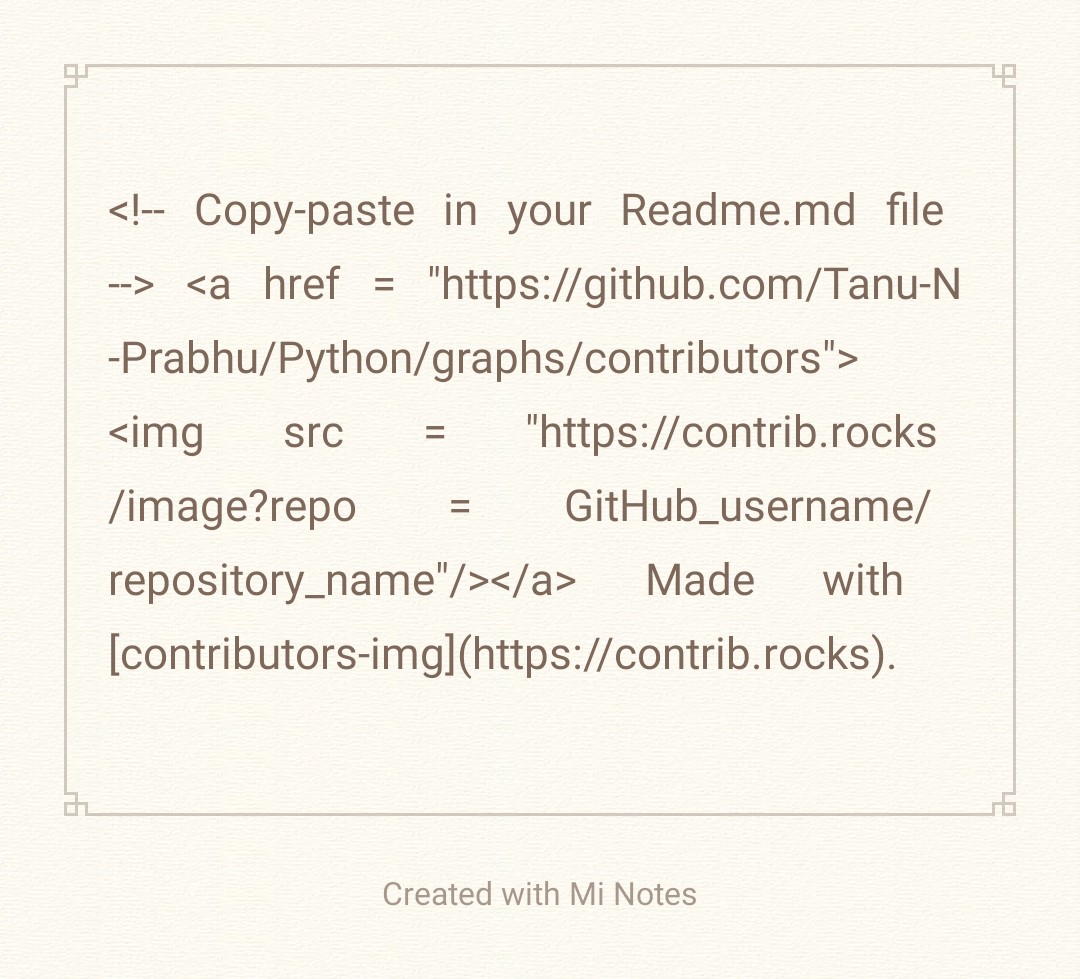 <!-- Copy-paste in your Readme.md file
--> <a href = "https://github.com/Tanu-N
-Prabhu/Python/graphs/contributors">
<img src = "https://contrib.rocks
/image?repo = GitHub_username/
repository_name"/></a> Made with
[contributors-img](https://contrib.rocks).
Created with Mi Notes